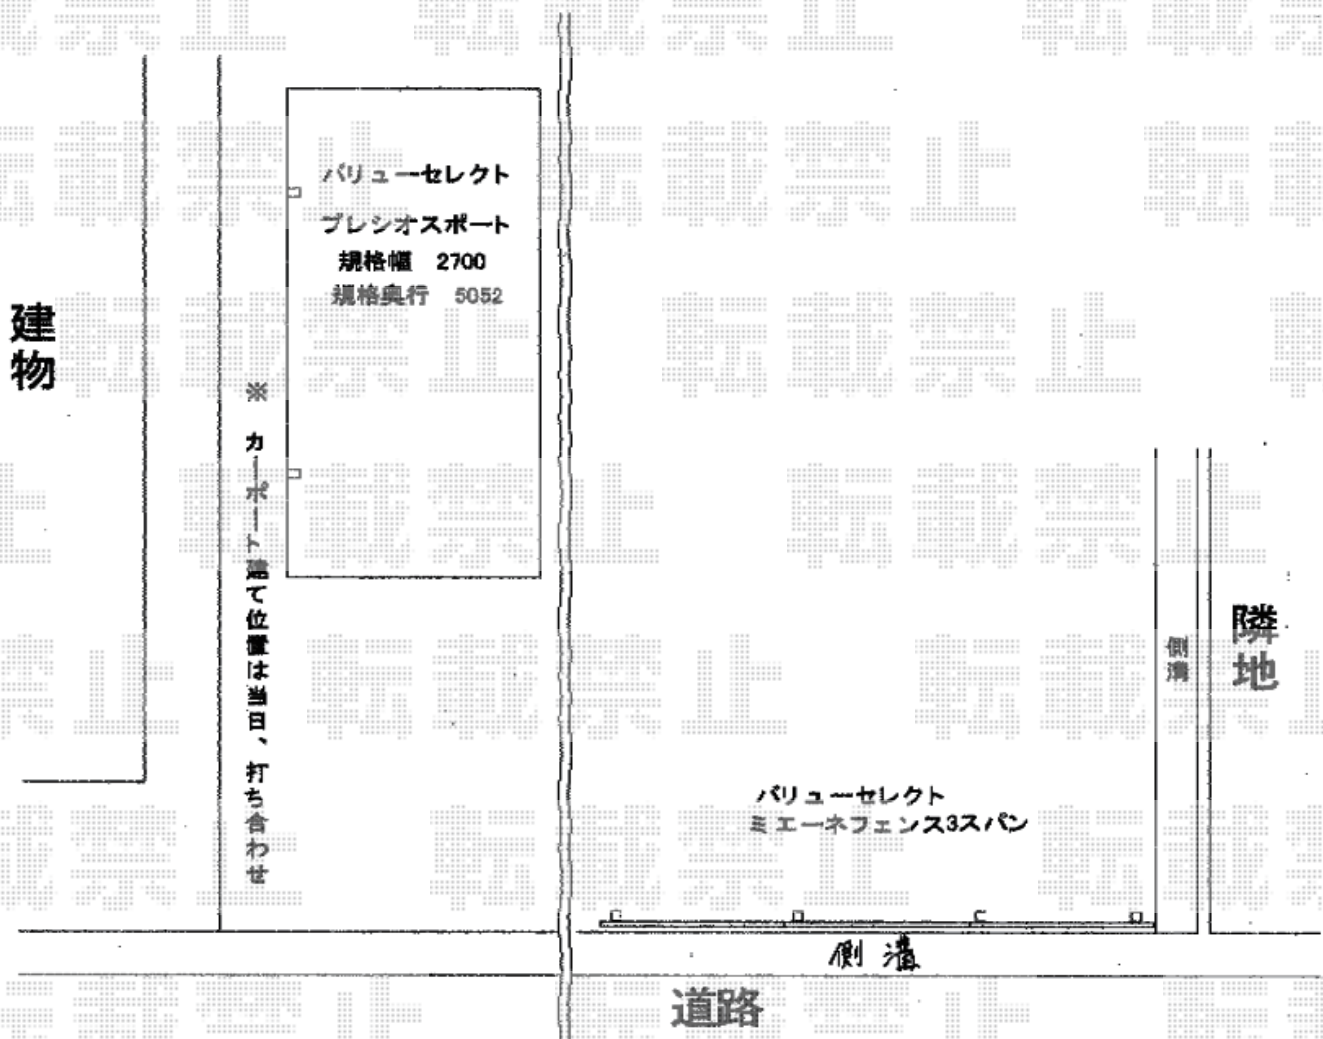 バリューセレクト
プレシオスポート
規格幅 2700
規格奥行 5052
建物
※ カーポート建て位置は当日、打ち合わせ
隣地
側溝
バリューセレクト
ミエーネフェンス3スパン
側溝
道路
転載禁止